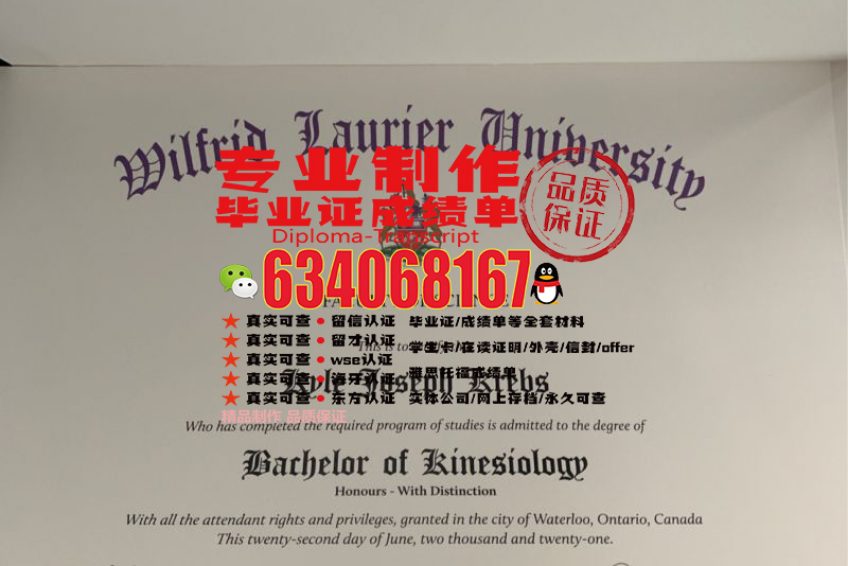 Wilfrid Laurier University
专业制作
毕业证成绩单
品质
保证
Diploma-Transcript
634068167
★ 真实可查 ● 留信认证 毕业证/成绩单等全套材料
★ 真实可查 ● 留才认证 学生卡/在读证明/外壳/信封/offer
This is to
★ 真实可查 ● wse认证
★ 真实可查 ● 海牙认证 雅思托福成绩单
Kyle Joseph Krebs
★ 真实可查 ● 东方认证 实体公司/网上存档/永久可查
精品制作 品质保证
Who has completed the required program of studies is admitted to the degree of
Bachelor of Kinesiology
Honours - With Distinction
With all the attendant rights and privileges, granted in the city of Waterloo, Ontario, Canada
This twenty-second day of June, two thousand and twenty-one.